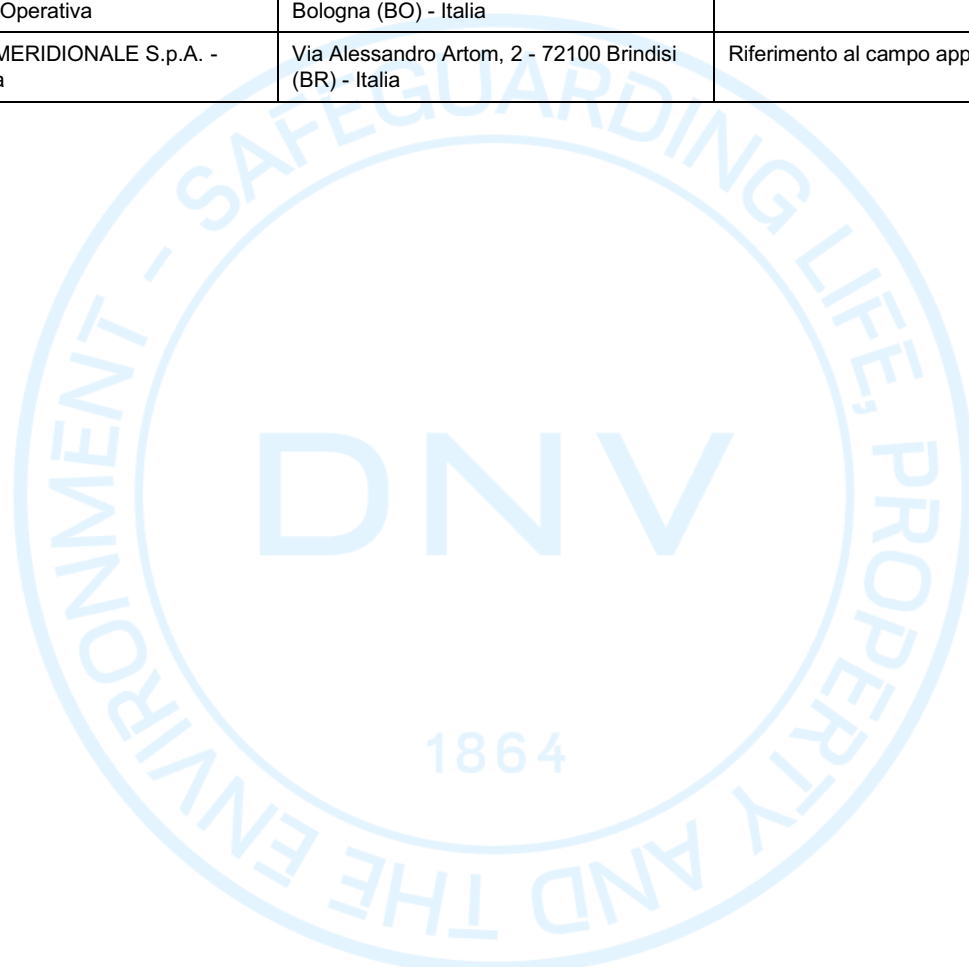 Operativa
Bologna (BO) - Italia
MERIDIONALE S.p.A. -
a
Via Alessandro Artom, 2 - 72100 Brindisi
(BR) - Italia
Riferimento al campo app
SAFEGUARDING LIFE, PROPERTY AND THE ENVIRONMENT -
DNV
1864